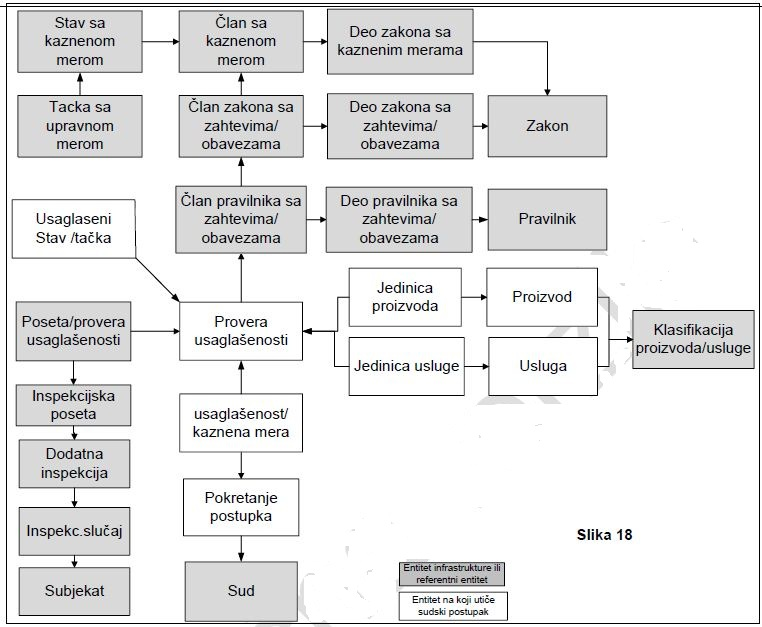 Stav sa
kaznenom
merom
Član sa
kaznenom
merom
Deo zakona sa
kaznenim merama
Tacka sa
upravnom
merom
Član zakona sa
zahtevima/
obavezama
Deo zakona sa
zahtevima/
obavezama
Zakon
Član pravilnika sa
zahtevima/
obavezama
Deo pravilnika sa
zahtevima/
obavezama
Pravilnik
Usaglaseni
Stav /tačka
Poseta/provera
usaglašenosti
Provera
usaglašenosti
Jedinica
proizvoda
Proizvod
Klasifikacija
proizvoda/usluge
Jedinica usluge
Usluga
Inspekcijska
poseta
usaglašenost/
kaznena mera
Dodatna
inspekcija
Pokretanje
postupka
Inspekc.slučaj
Slika 18
Subjekat
Sud
Entitet infrastrukture ili
referentni entitet
Entitet na koji utiče
sudski postupak